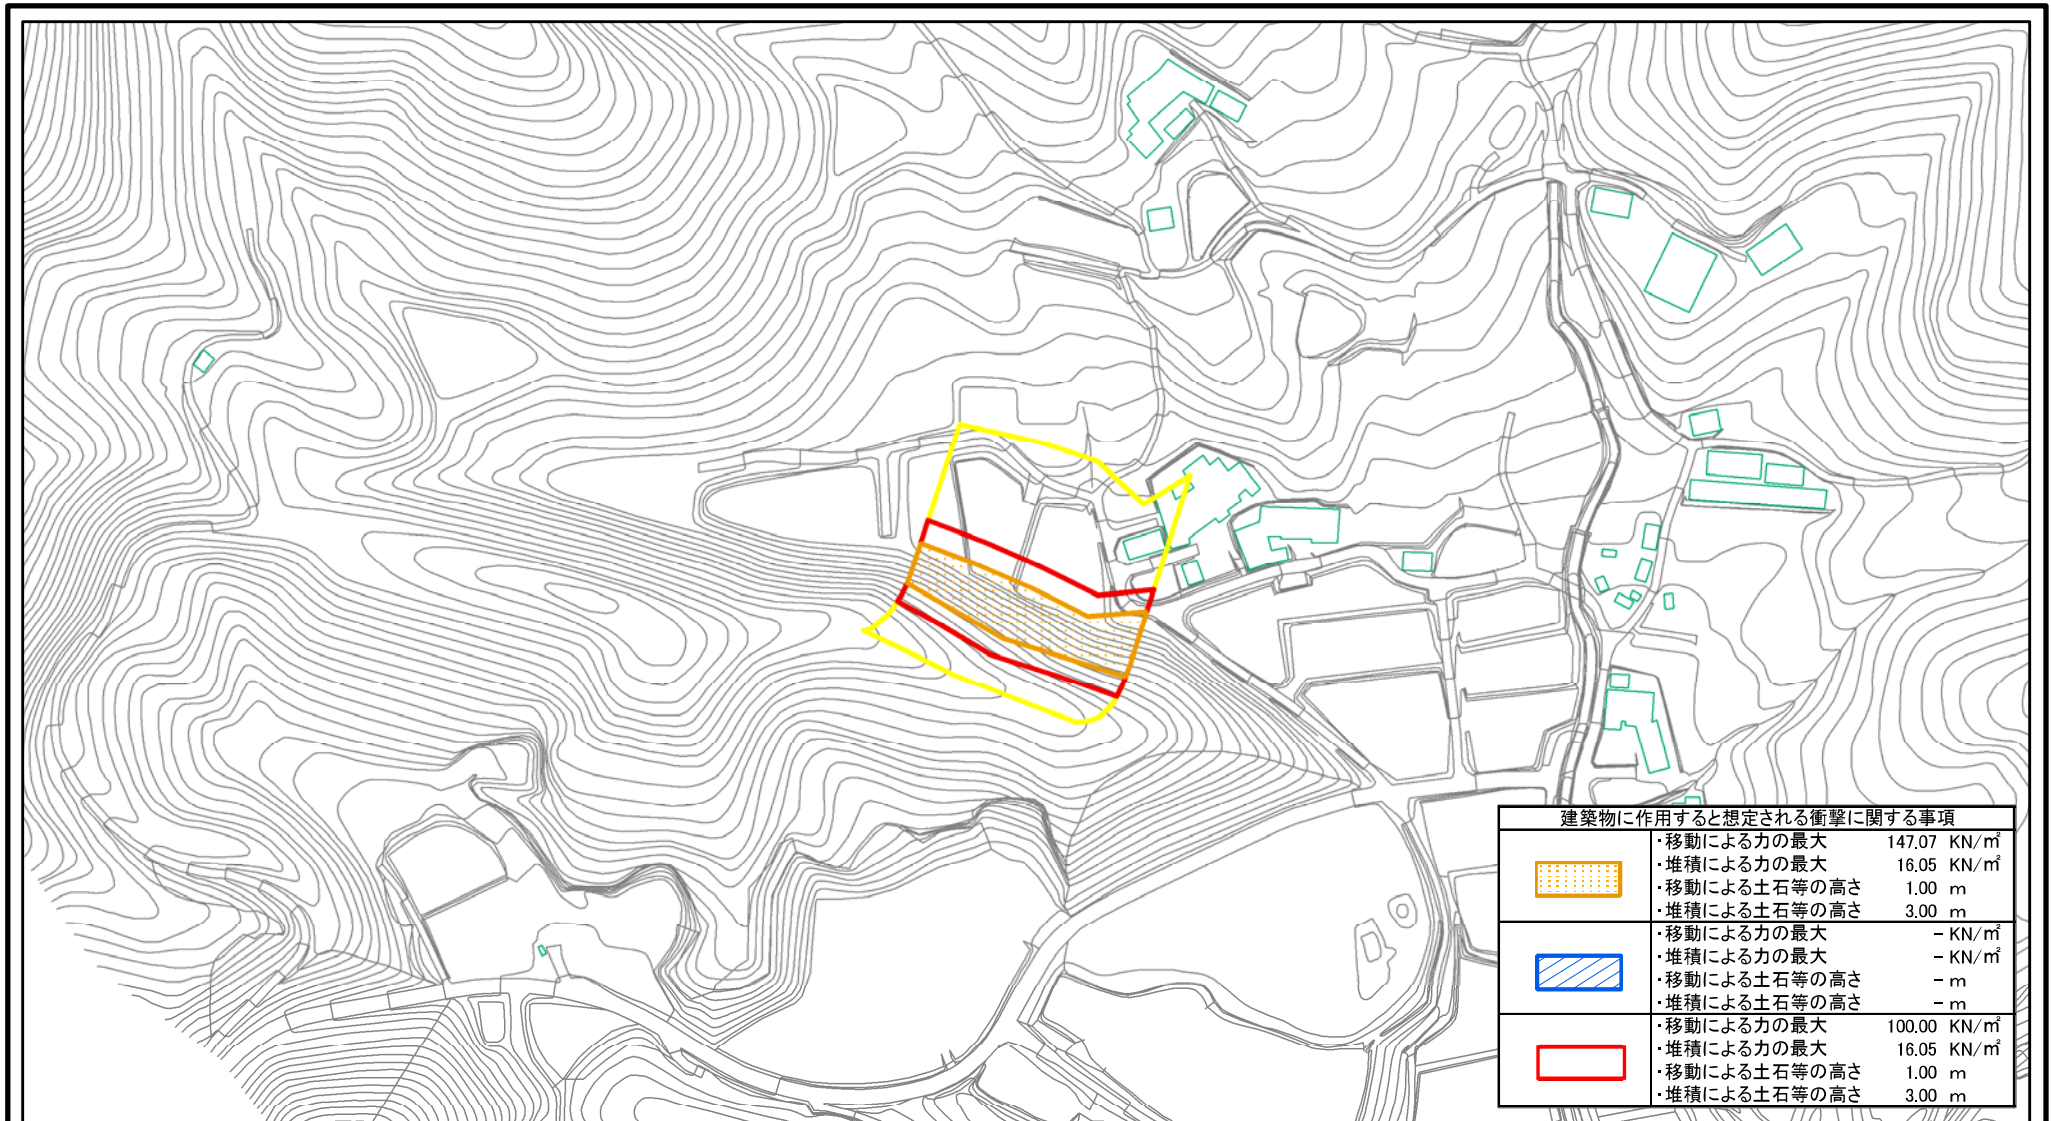 建築物に作用すると想定される衝撃に関する事項
・移動による力の最大 147.07 KN/㎡
・堆積による力の最大 16.05 KN/㎡
・移動による土石等の高さ 1.00 m
・堆積による土石等の高さ 3.00 m
・移動による力の最大 - KN/㎡
・堆積による力の最大 - KN/㎡
・移動による土石等の高さ - m
・堆積による土石等の高さ - m
・移動による力の最大 100.00 KN/㎡
・堆積による力の最大 16.05 KN/㎡
・移動による土石等の高さ 1.00 m
・堆積による土石等の高さ 3.00 m